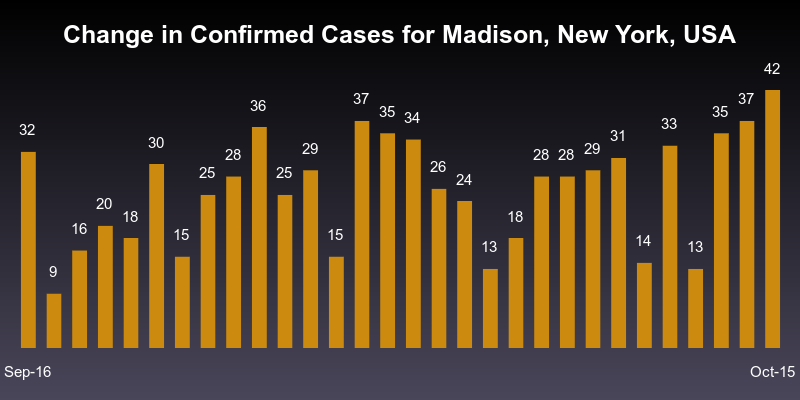 Change in Confirmed Cases for Madison, New York, USA
32 9 16 20 18 30 15 25 28 36 25 29 15 37 35 34 26 24 13 18 28 28 29 31 14 33 13 35 37 42
Sep-16 Oct-15